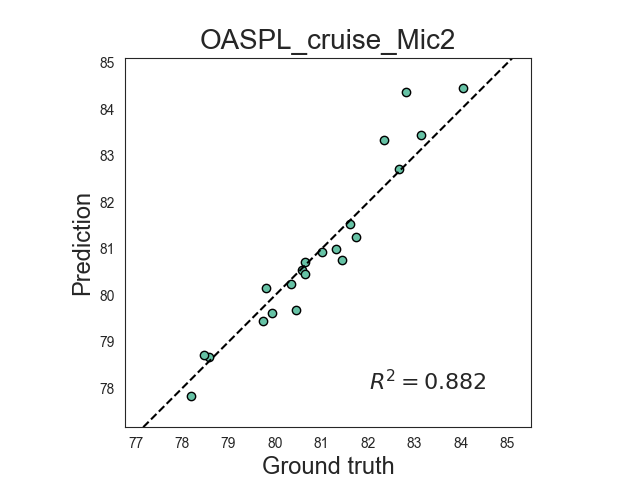 OASPL_cruise_Mic2
85
84
83
82
81
80
79
78
Prediction
R² = 0.882
77 78 79 80 81 82 83 84 85
Ground truth